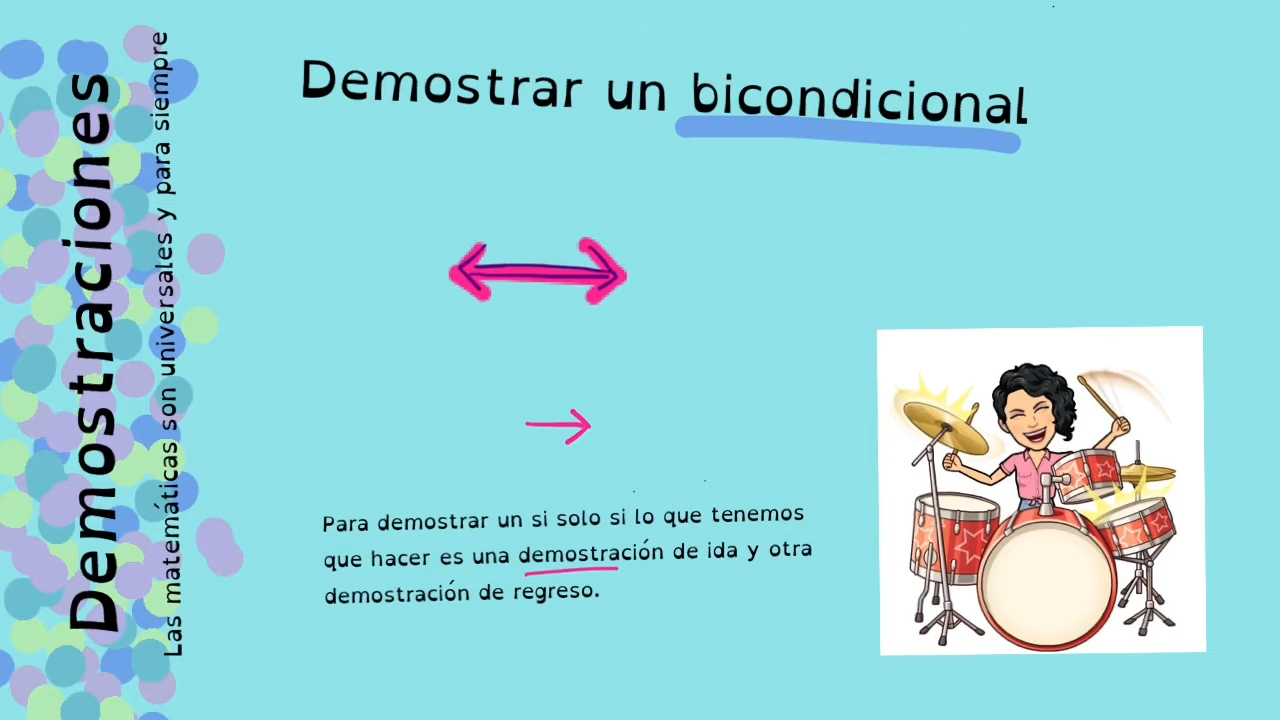 Demostraciones
Las matemáticas son universales y para siempre
Demostrar un bicondicional
Para demostrar un si solo si lo que tenemos
que hacer es una demostración de ida y otra
demostración de regreso.